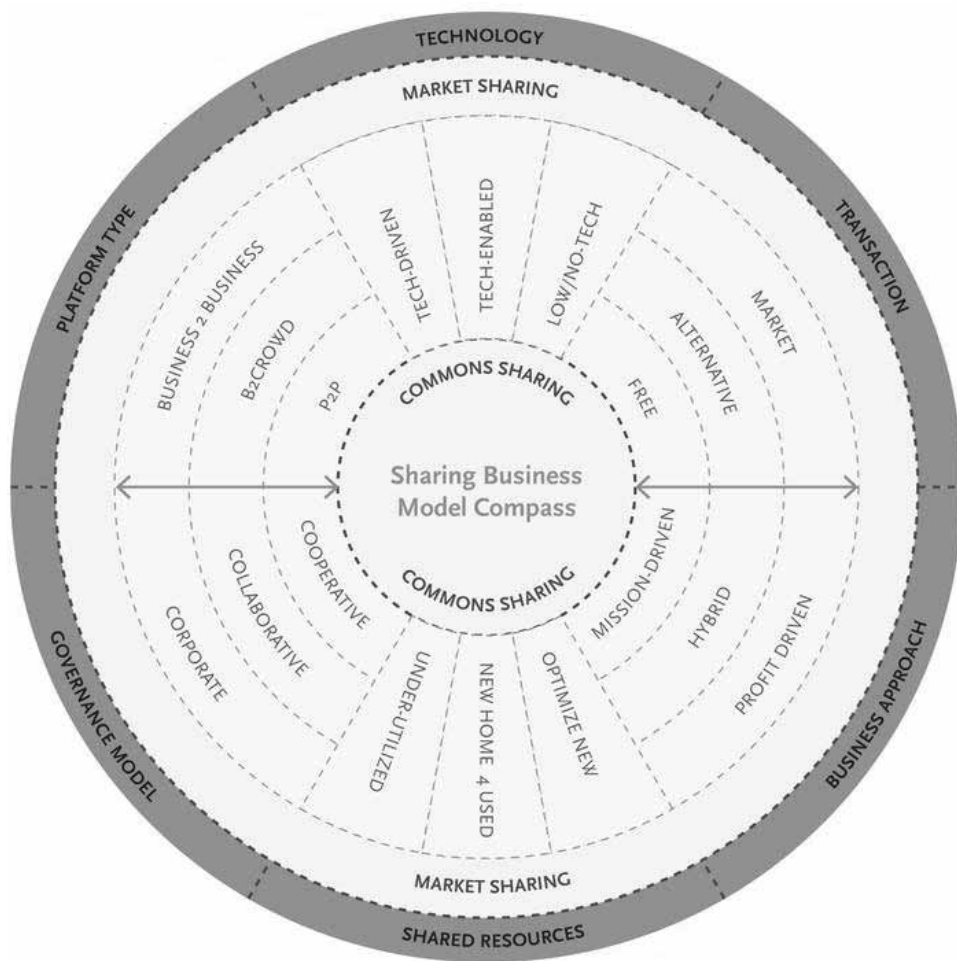 TECHNOLOGY
MARKET SHARING
PLATFORM TYPE
BUSINESS 2 BUSINESS
B2CROWD
P2P
TECH-DRIVEN
TECH-ENABLED
LOW/NO-TECH
FREE
ALTERNATIVE
MARKET
TRANSACTION
COMMONS SHARING
Sharing Business
Model Compass
COMMONS SHARING
GOVERNANCE MODEL
CORPORATE
COLLABORATIVE
COOPERATIVE
UNDER-UTILIZED
NEW HOME 4 USED
OPTIMIZE NEW
MISSION-DRIVEN
HYBRID
PROFIT DRIVEN
BUSINESS APPROACH
MARKET SHARING
SHARED RESOURCES